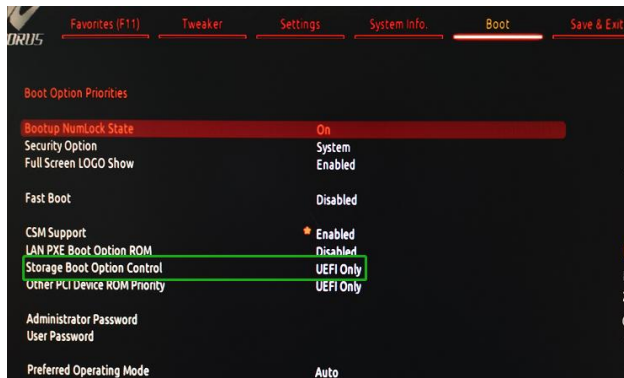 Favorites (F11) Tweaker Settings System Info. Boot Save & Exit
ORUS
Boot Option Priorities
Bootup NumLock State On
Security Option System
Full Screen LOGO Show Enabled
Fast Boot Disabled
CSM Support Enabled
LAN PXE Boot Option ROM Disabled
Storage Boot Option Control UEFI Only
Other PCI Device ROM Priority UEFI Only
Administrator Password
User Password
Preferred Operating Mode Auto